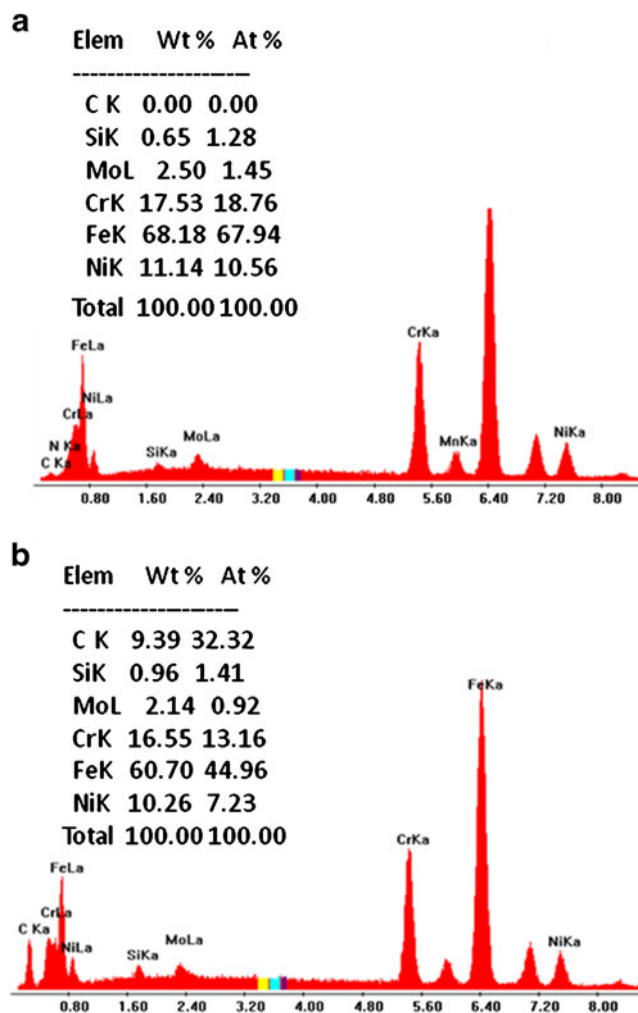 a
Elem Wt % At %
----------------------
C K 0.00 0.00
SiK 0.65 1.28
MoL 2.50 1.45
CrK 17.53 18.76
FeK 68.18 67.94
NiK 11.14 10.56
Total 100.00 100.00
FeLa
NiLa
CrLa
N Ka
C Ka
SiKa
MoLa
CrKa
MnKa
NiKa
0.80 1.60 2.40 3.20 4.00 4.80 5.60 6.40 7.20 8.00
b
Elem Wt % At %
----------------------
C K 9.39 32.32
SiK 0.96 1.41
MoL 2.14 0.92
CrK 16.55 13.16
FeK 60.70 44.96
NiK 10.26 7.23
Total 100.00 100.00
FeLa
CrLa
C Ka
NiLa
SiKa
MoLa
CrKa
FeKa
NiKa
0.80 1.60 2.40 3.20 4.00 4.80 5.60 6.40 7.20 8.00